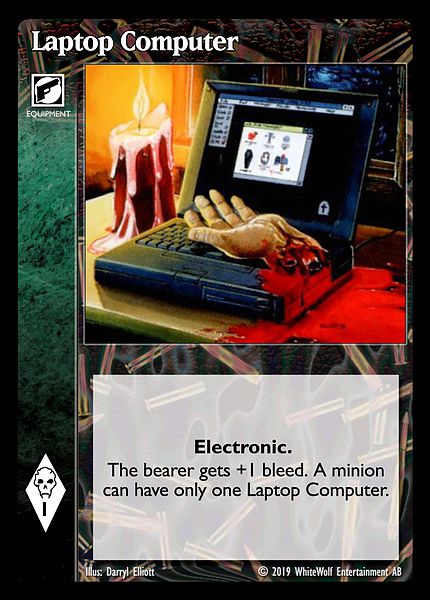 Laptop Computer
EQUIPMENT
Electronic.
The bearer gets +1 bleed. A minion
can have only one Laptop Computer.
1
Illus: Darryl Elliott
© 2019 WhiteWolf Entertainment AB